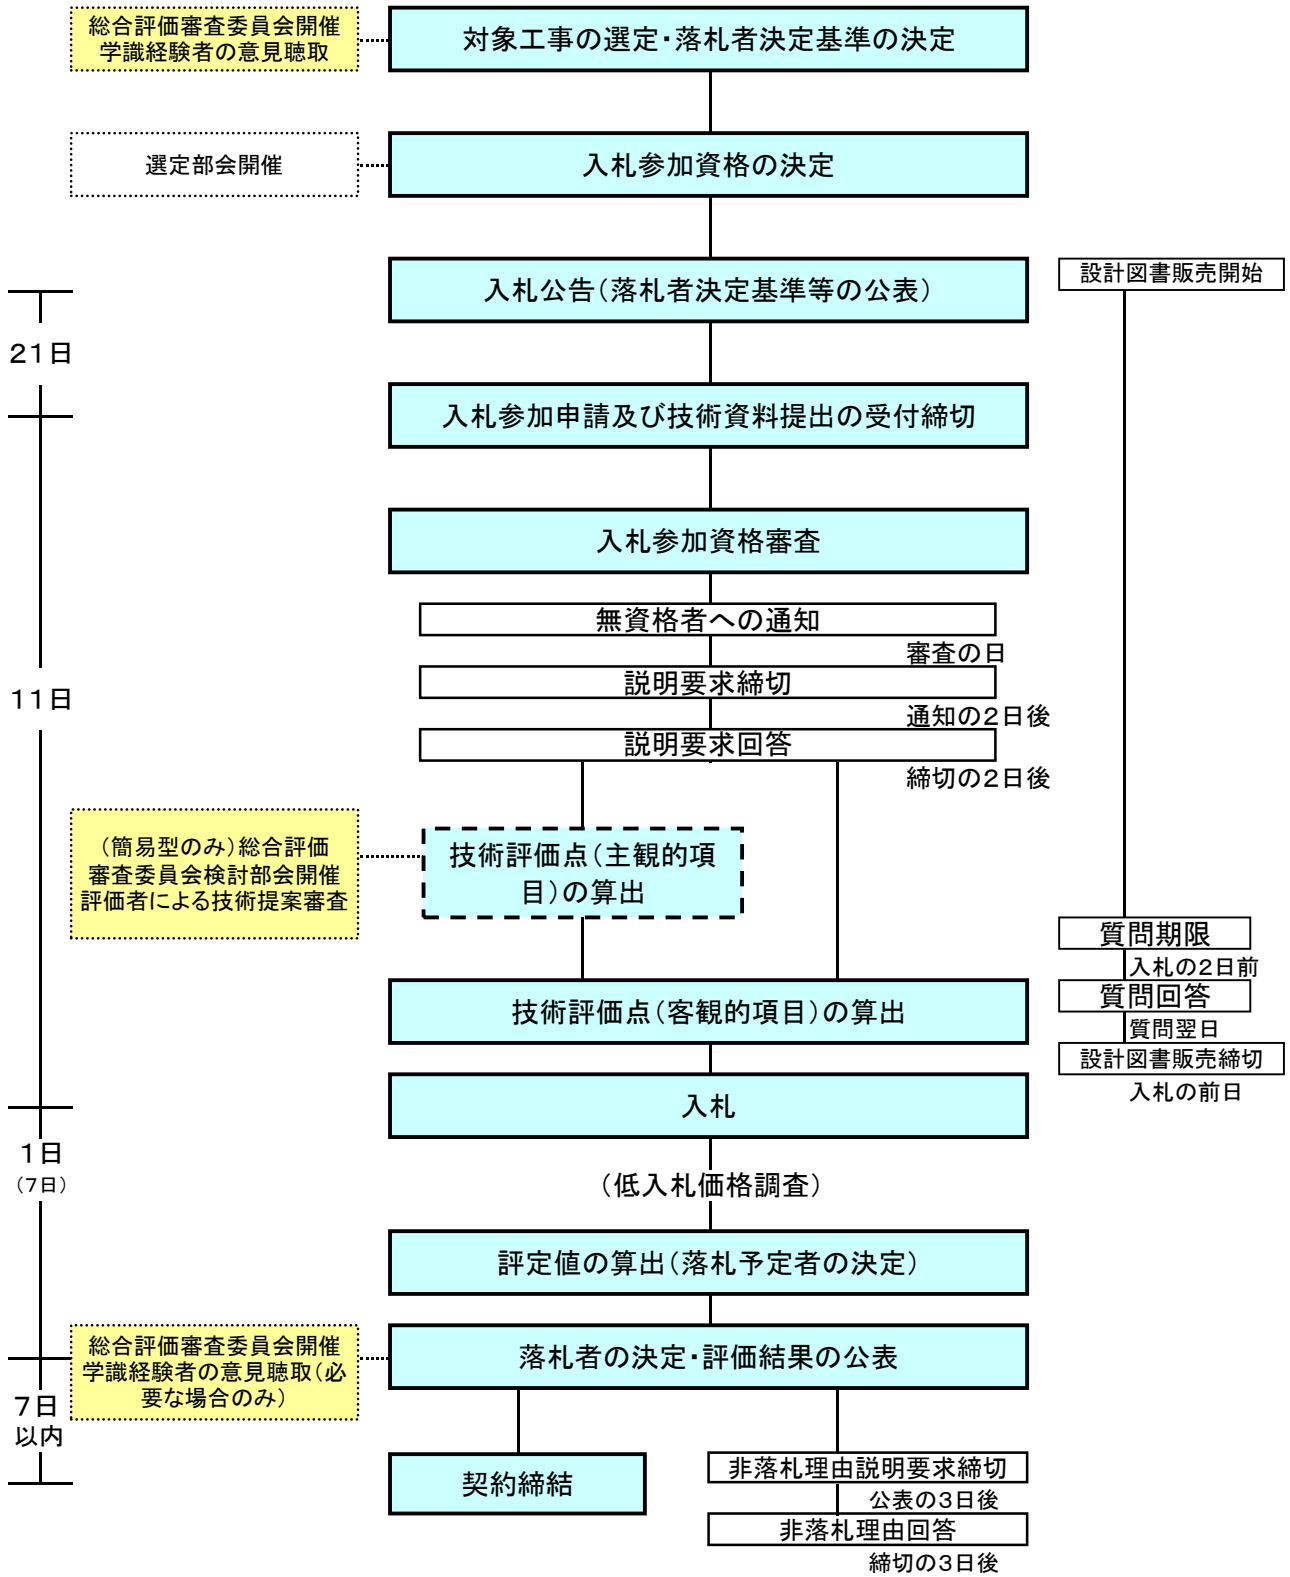 総合評価審査委員会開催
学識経験者の意見聴取
対象工事の選定・落札者決定基準の決定
選定部会開催
入札参加資格の決定
入札公告(落札者決定基準等の公表)
設計図書販売開始
21日
入札参加申請及び技術資料提出の受付締切
入札参加資格審査
無資格者への通知
審査の日
説明要求締切
通知の2日後
11日
説明要求回答
締切の2日後
(簡易型のみ)総合評価
審査委員会検討部会開催
評価者による技術提案審査
技術評価点(主観的項
目)の算出
質問期限
入札の2日前
質問回答
質問翌日
技術評価点(客観的項目)の算出
設計図書販売締切
入札の前日
入札
1日
(7日)
(低入札価格調査)
評定値の算出(落札予定者の決定)
総合評価審査委員会開催
学識経験者の意見聴取(必
要な場合のみ)
落札者の決定・評価結果の公表
7日
以内
契約締結
非落札理由説明要求締切
公表の3日後
非落札理由回答
締切の3日後